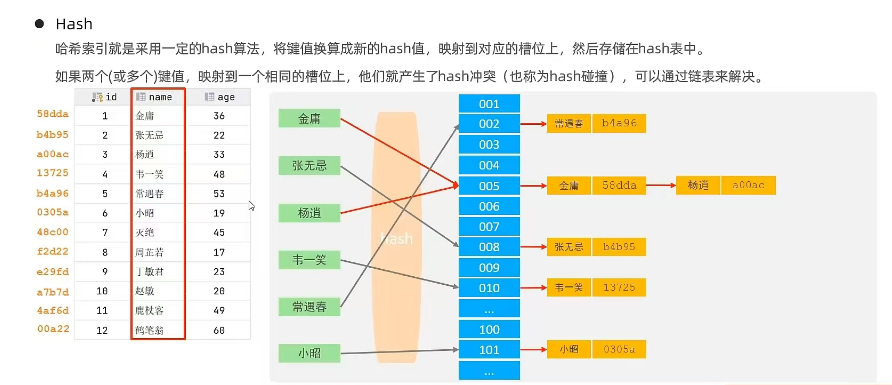 Hash
哈希索引就是采用一定的hash算法，将键值换算成新的hash值，映射到对应的槽位上，然后存储在hash表中。
如果两个(或多个)键值，映射到一个相同的槽位上，他们就产生了hash冲突（也称为hash碰撞），可以通过链表来解决。
id name age
58dda 1 金庸 36
b4b95 2 张无忌 22
a00ac 3 杨逍 33
13725 4 韦一笑 48
b4a96 5 常遇春 53
0305a 6 小昭 19
48c00 7 灭绝 45
f2d22 8 周芷若 17
e29fd 9 丁敏君 23
a7b7d 10 赵敏 20
4af6d 11 鹿杖客 49
00a22 12 鹤笔翁 60
金庸
张无忌
杨逍
韦一笑
常遇春
小昭
hash
001
002 常遇春 b4a96
003
004
005 金庸 58dda 杨逍 a00ac
006
007
008 张无忌 b4b95
009
010 韦一笑 13725
...
100
101 小昭 0305a
...